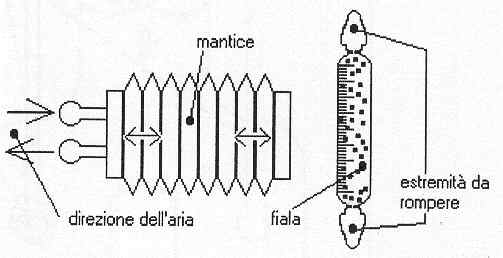 mantice
direzione dell'aria
fiala
estremità da
rompere